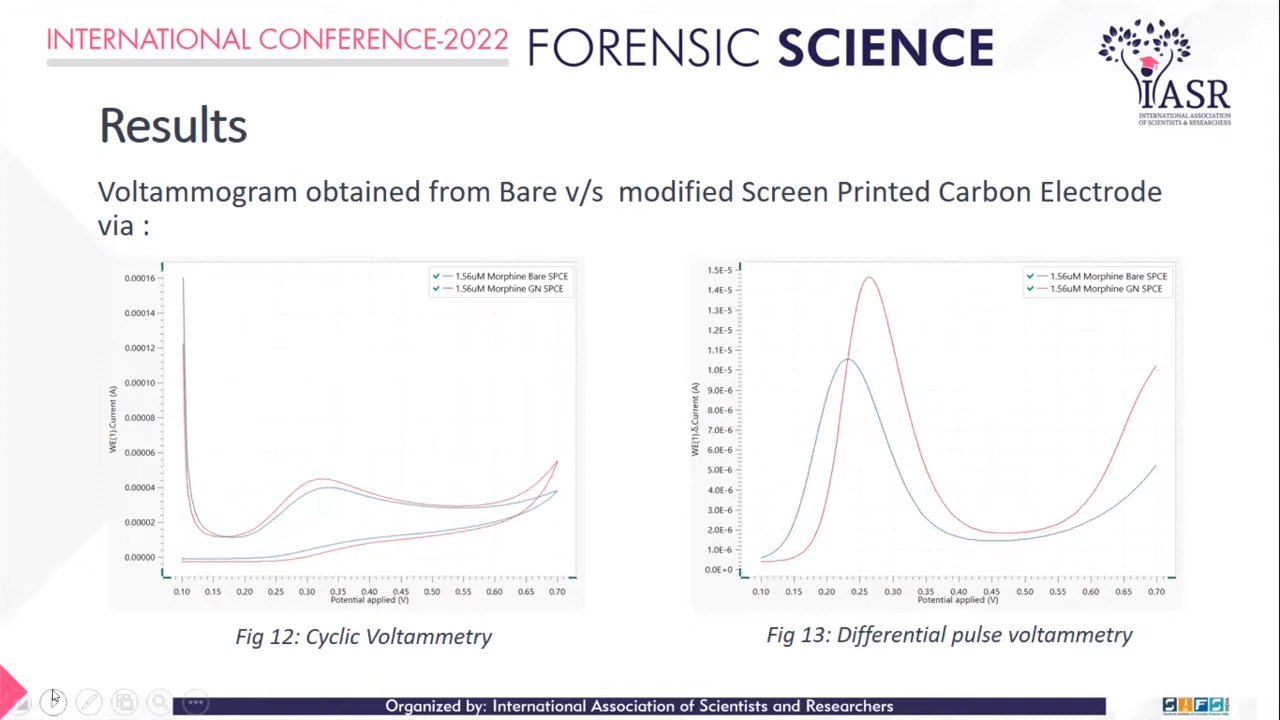 INTERNATIONAL CONFERENCE-2022
FORENSIC SCIENCE
IASR
INTERNATIONAL ASSOCIATION
OF SCIENTISTS & RESEARCHERS
Results
Voltammogram obtained from Bare v/s modified Screen Printed Carbon Electrode
via :
1.56uM Morphine Bare SPCE
1.56uM Morphine GN SPCE
WE(1).Current (A)
0.00016
0.00014
0.00012
0.00010
0.00008
0.00006
0.00004
0.00002
0.00000
0.10 0.15 0.20 0.25 0.30 0.35 0.40 0.45 0.50 0.55 0.60 0.65 0.70
Potential applied (V)
Fig 12: Cyclic Voltammetry
1.56uM Morphine Bare SPCE
1.56uM Morphine GN SPCE
WE(1).δ.Current (A)
1.5E-5
1.4E-5
1.3E-5
1.2E-5
1.1E-5
1.0E-5
9.0E-6
8.0E-6
7.0E-6
6.0E-6
5.0E-6
4.0E-6
3.0E-6
2.0E-6
1.0E-6
0.0E+0
0.10 0.15 0.20 0.25 0.30 0.35 0.40 0.45 0.50 0.55 0.60 0.65 0.70
Potential applied (V)
Fig 13: Differential pulse voltammetry
Organized by: International Association of Scientists and Researchers
SIFS
INDIA